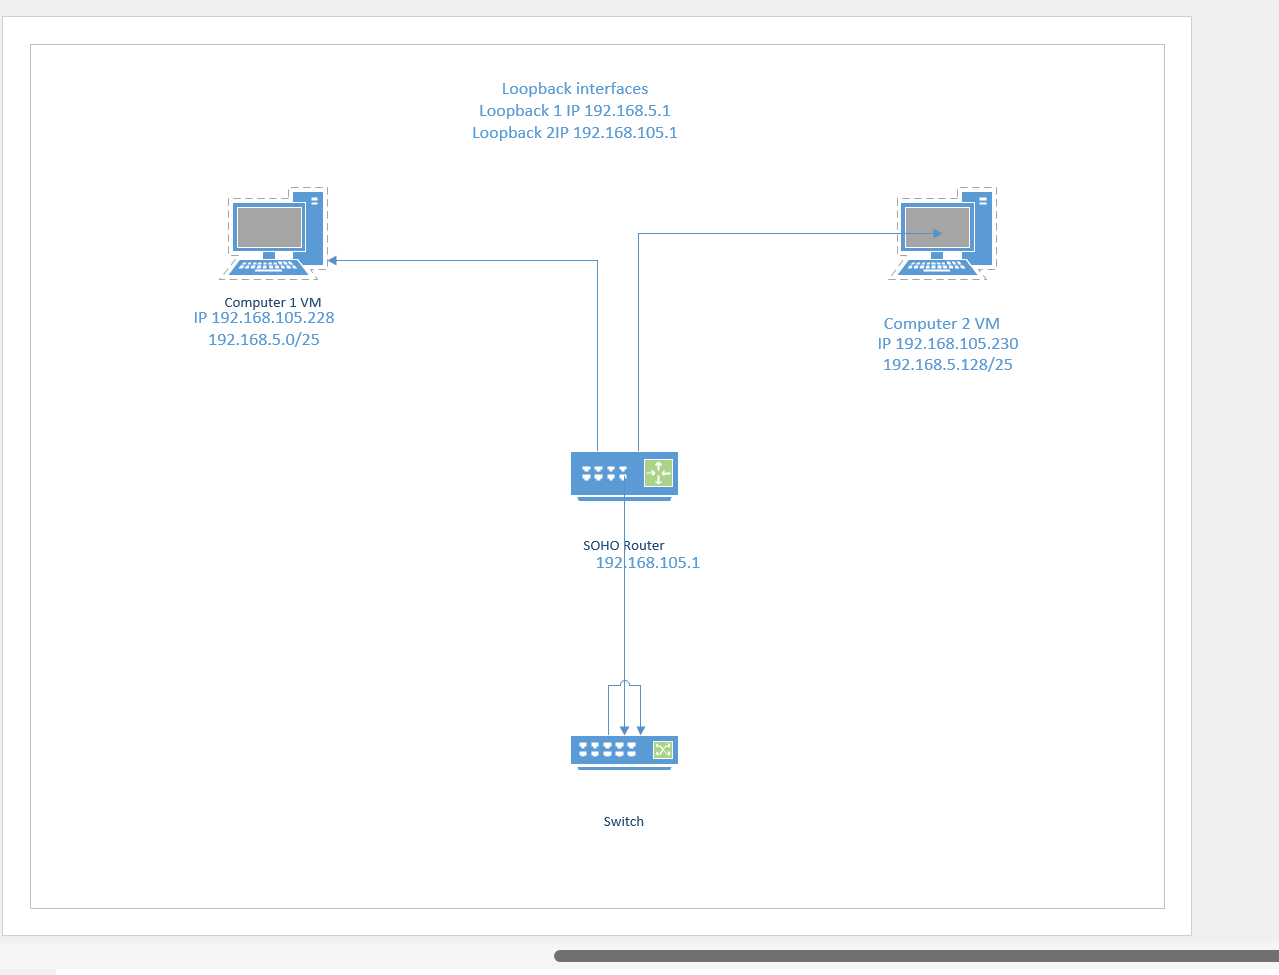 Loopback interfaces
Loopback 1 IP 192.168.5.1
Loopback 2IP 192.168.105.1
Computer 1 VM
IP 192.168.105.228
192.168.5.0/25
Computer 2 VM
IP 192.168.105.230
192.168.5.128/25
SOHO Router
192.168.105.1
Switch